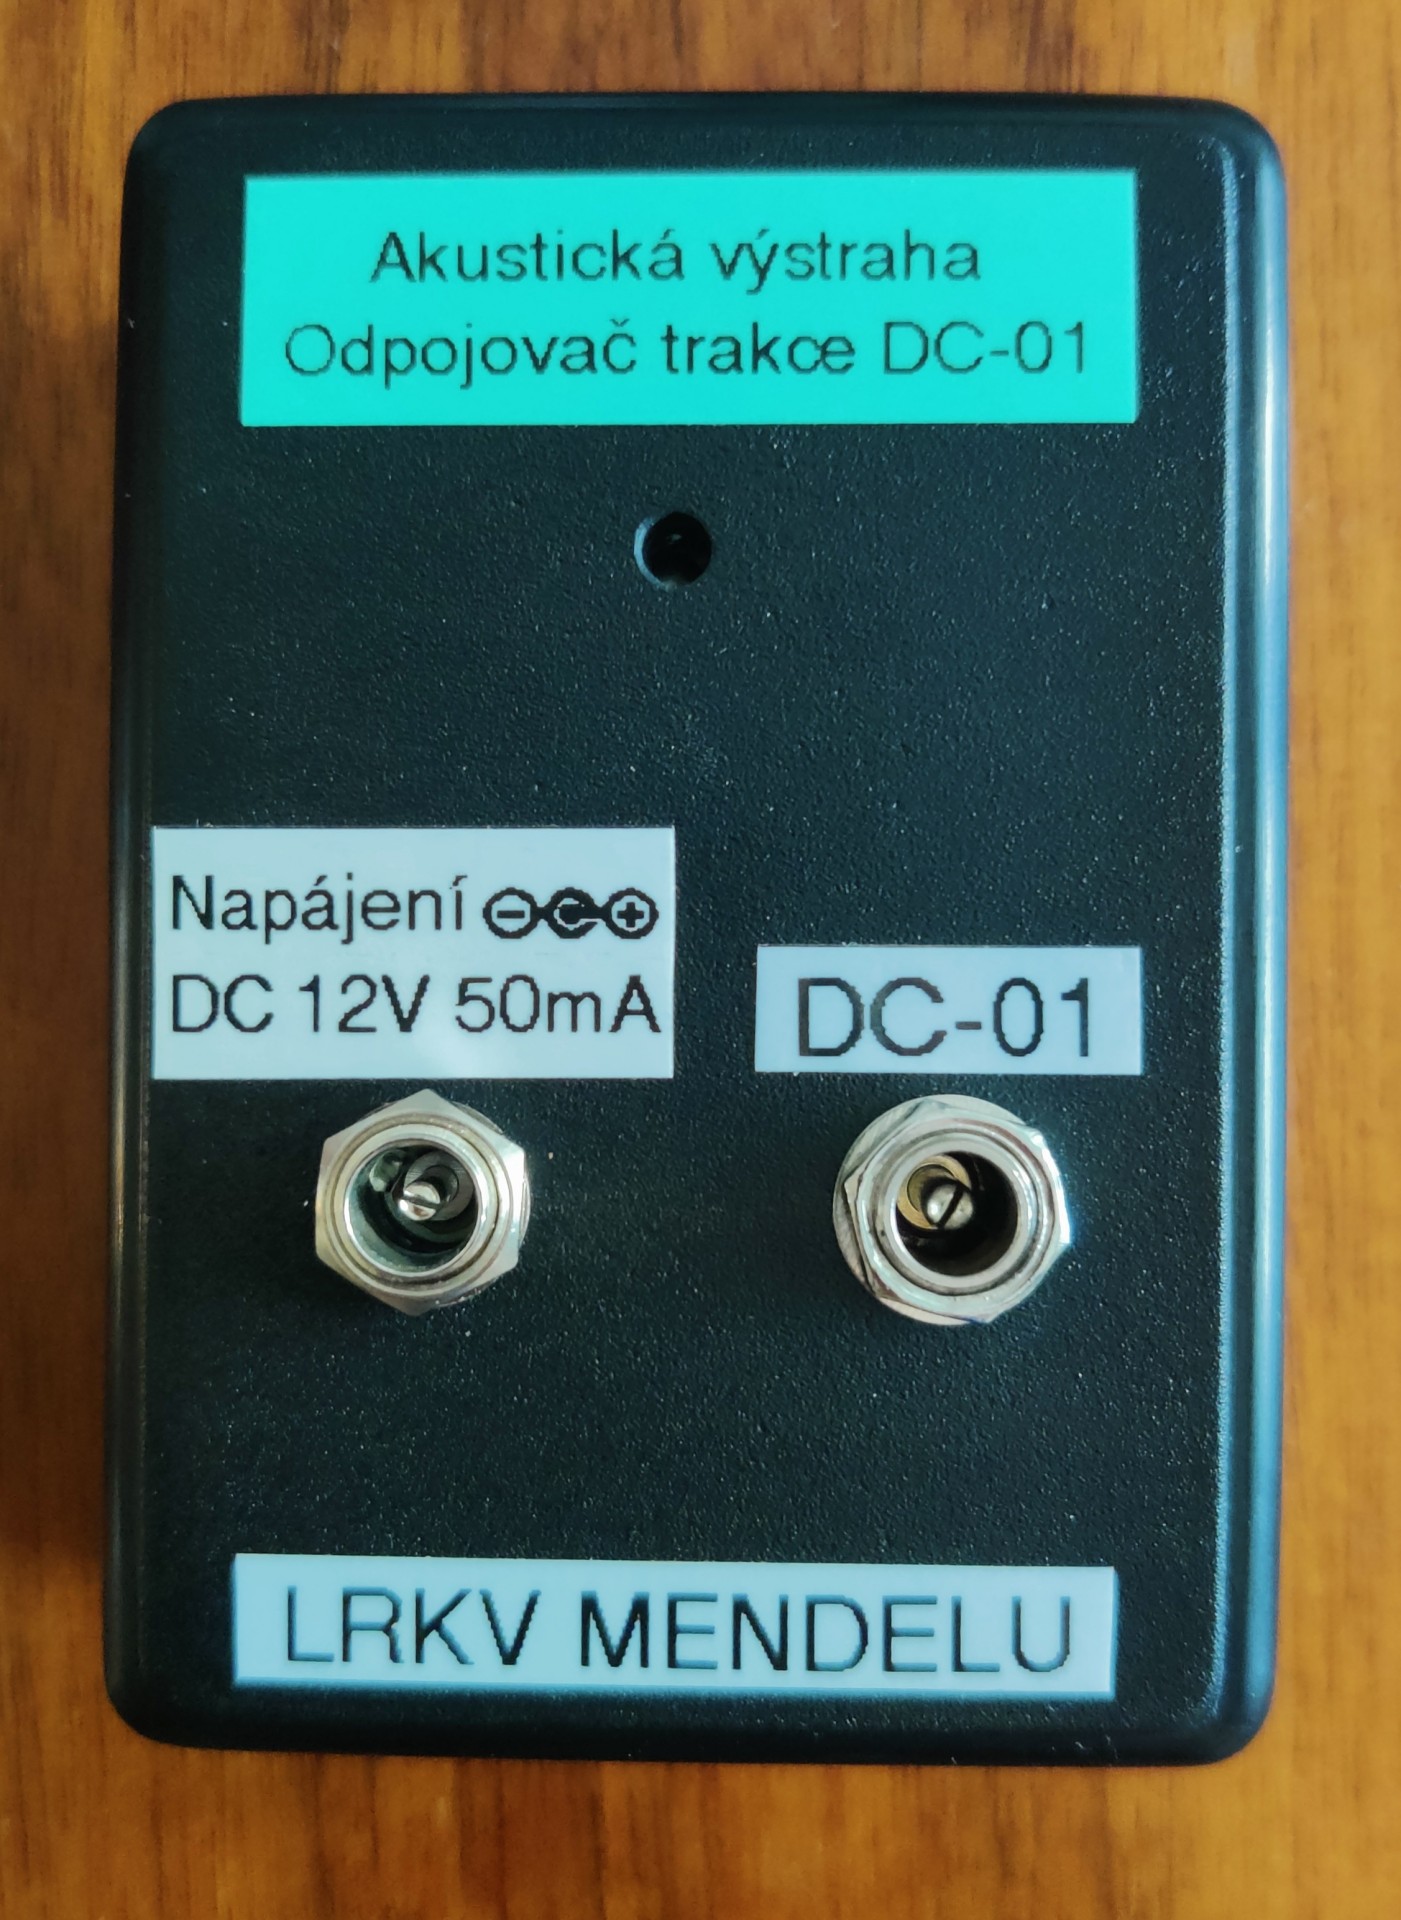 Akustická výstraha
Odpojovač trakce DC-01
Napájení
DC 12V 50mA
DC-01
LRKV MENDELU